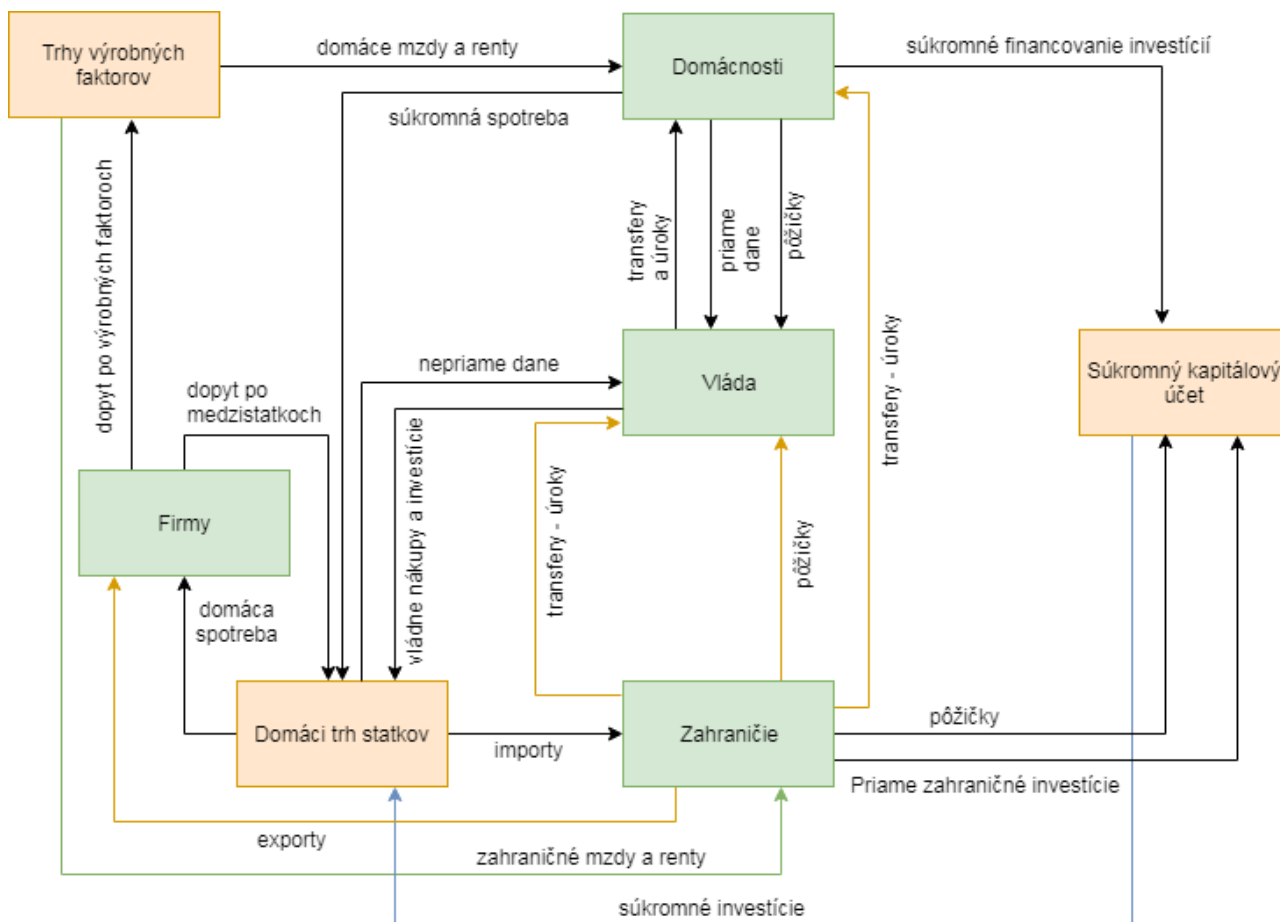 Trhy výrobných
faktorov
domáce mzdy a renty
Domácnosti
súkromné financovanie investícií
súkromná spotreba
dopyt po výrobných faktoroch
transfery
a úroky
priame
dane
pôžičky
transfery - úroky
nepriame dane
Vláda
Súkromný kapitálový
účet
dopyt po
medzistatkoch
vládne nákupy a investície
Firmy
transfery - úroky
pôžičky
domáca
spotreba
Domáci trh statkov
importy
Zahraničie
pôžičky
Priame zahraničné investície
exporty
zahraničné mzdy a renty
súkromné investície